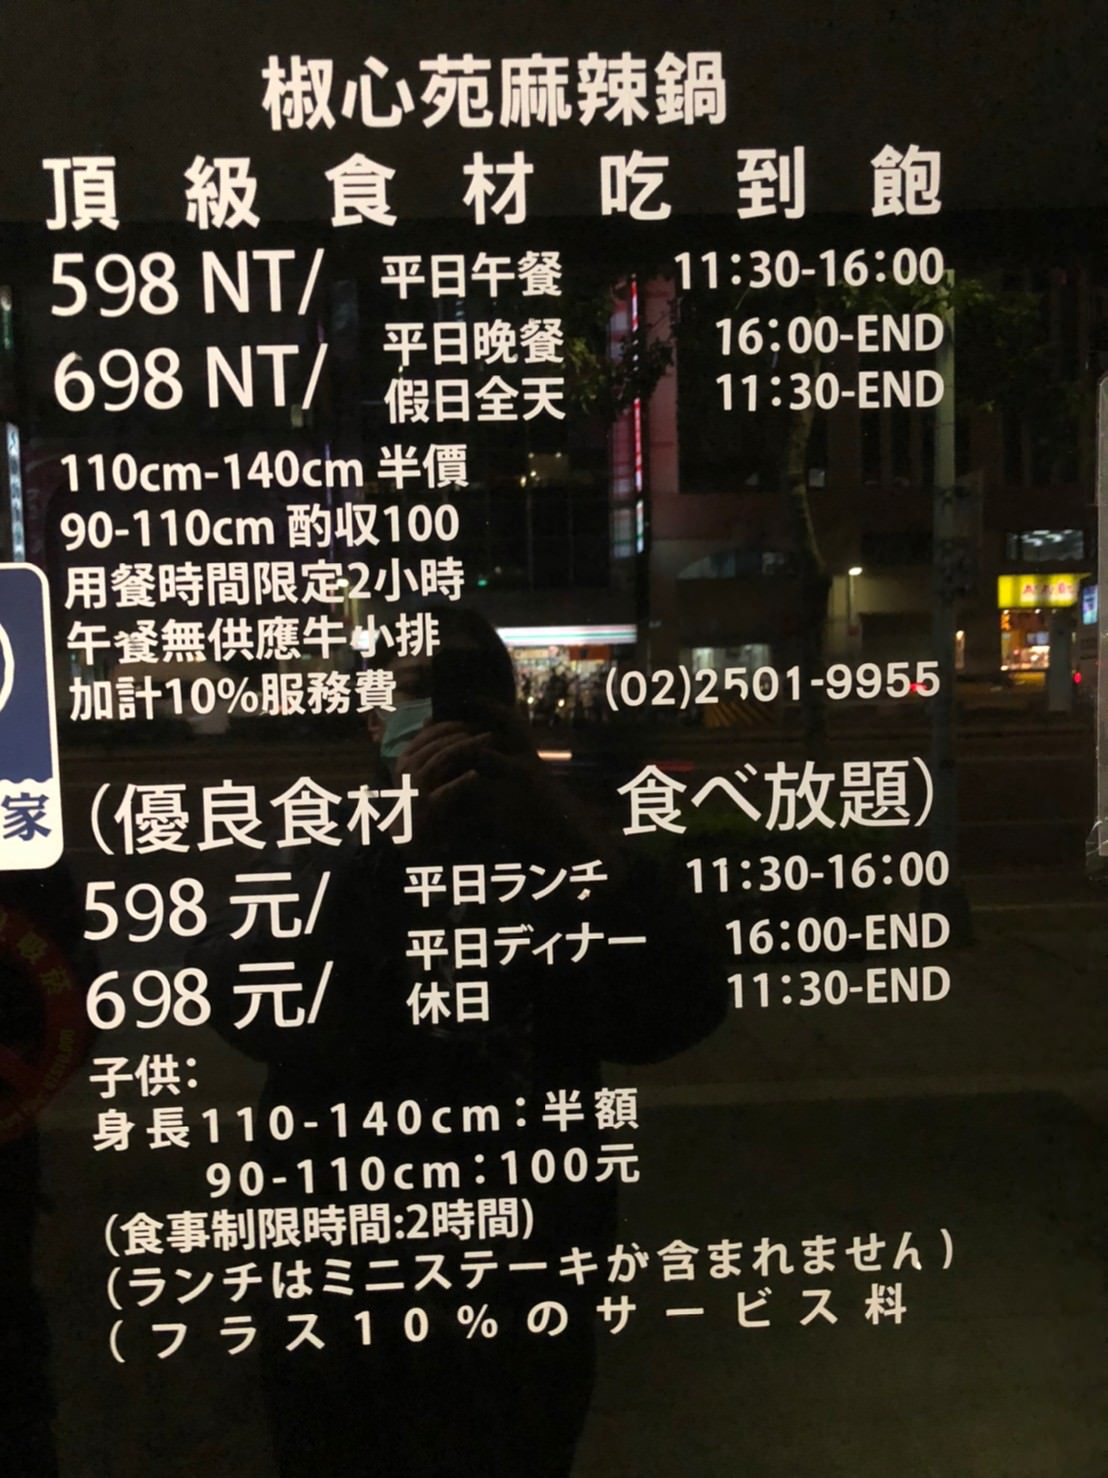 椒心苑麻辣鍋
頂級食材吃到飽
598 NT/ 平日午餐 11:30-16:00
698 NT/ 平日晚餐 16:00-END
假日全天 11:30-END
110cm-140cm 半價
90-110cm 酌収100
用餐時間限定2小時
午餐無供應牛小排
加計10%服務費 (02)2501-9955
家
(優良食材 食べ放題)
598 元/ 平日ランチ 11:30-16:00
平日ディナー 16:00-END
698 元/ 休日 11:30-END
子供:
身長110-140cm:半額
90-110cm:100元
(食事制限時間:2時間)
(ランチはミニステーキが含まれません)
(フラス10%のサービス料